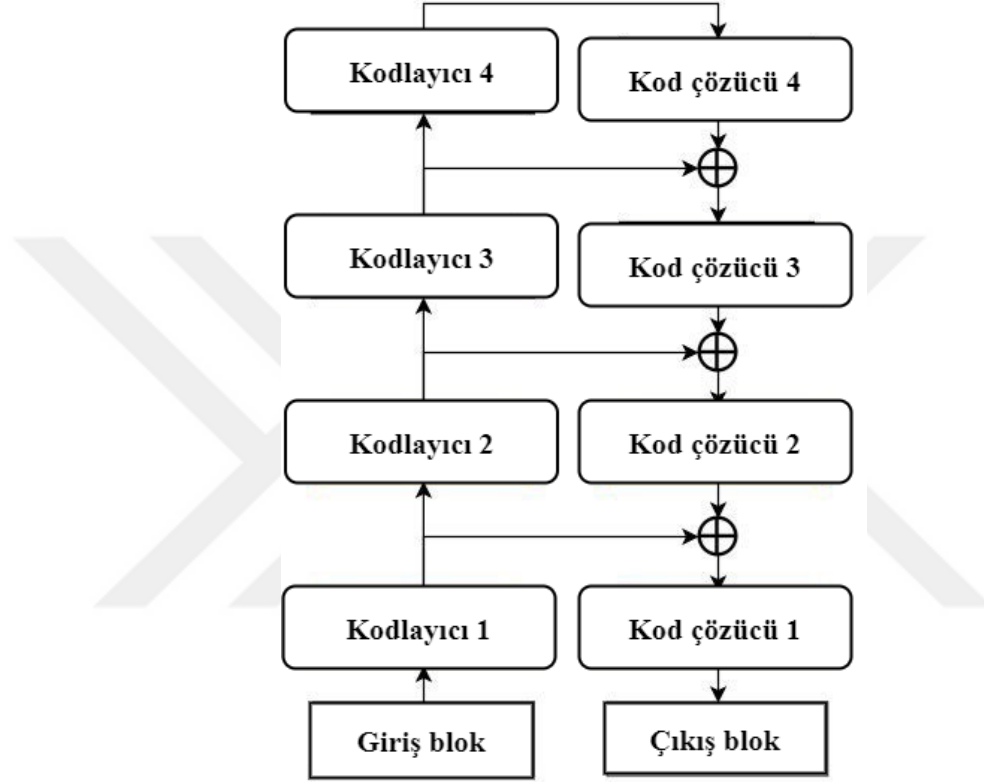 Kodlayıcı 4
Kod çözücü 4
Kodlayıcı 3
Kod çözücü 3
Kodlayıcı 2
Kod çözücü 2
Kodlayıcı 1
Kod çözücü 1
Giriş blok
Çıkış blok